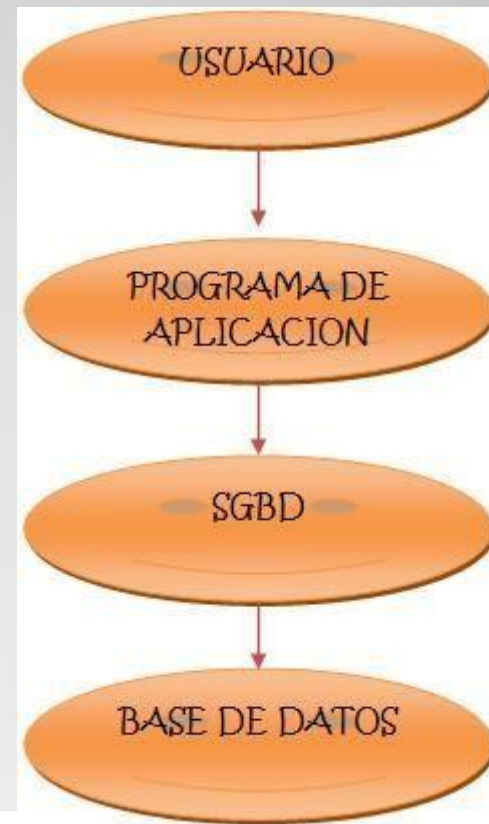 USUARIO
PROGRAMA DE
APLICACION
SGBD
BASE DE DATOS